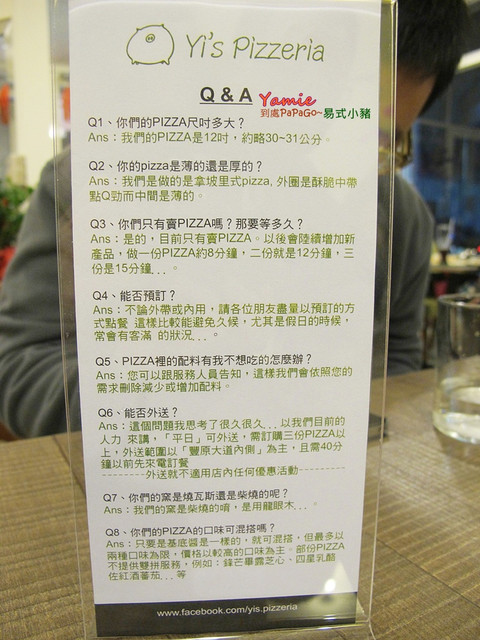 Yi's Pizzeria
Q & A
Yamie
到處PaPaGo~易式小豬
Q1、你們的PIZZA尺吋多大?
Ans:我們的PIZZA是12吋,約略30~31公分。
Q2、你的pizza是薄的還是厚的?
Ans:我們是做的是拿坡里式pizza, 外圈是酥脆中帶
點Q勁而中間是薄的。
Q3、你們只有賣PIZZA嗎? 那要等多久?
Ans:是的,目前只有賣PIZZA。以後會陸續增加新
產品,做一份PIZZA約8分鐘,二份就是12分鐘,三
份是15分鐘...。
Q4、能否預訂?
Ans:不論外帶或內用,請各位朋友盡量以預訂的方
式點餐 這樣比較能避免久候,尤其是假日的時候,
常會有客滿 的狀況...。
Q5、PIZZA裡的配料有我不想吃的怎麼辦?
Ans:您可以跟服務人員告知,這樣我們會依照您的
需求刪除減少或增加配料。
Q6、能否外送?
Ans:這個問題我思考了很久很久...以我們目前的
人力 來講,「平日」可外送,需訂購三份PIZZA以
上,外送範圍以「豐原大道內側」為主,且需40分
鐘以前先來電訂餐
--------外送就不適用店內任何優惠活動--------
Q7、你們的窯是燒瓦斯還是柴燒的呢?
Ans:我們的窯是柴燒的唷,是用龍眼木...。
Q8、你們的PIZZA的口味可混搭嗎?
Ans:只要是基底醬是一樣的,就可混搭,但最多以
兩種口味為限,價格以較高的口味為主。部份PIZZA
不提供雙拼服務,例如:鋒芒畢露芝心、四星乳酪
佐紅酒蕃茄...等
www.facebook.com/yis.pizzeria